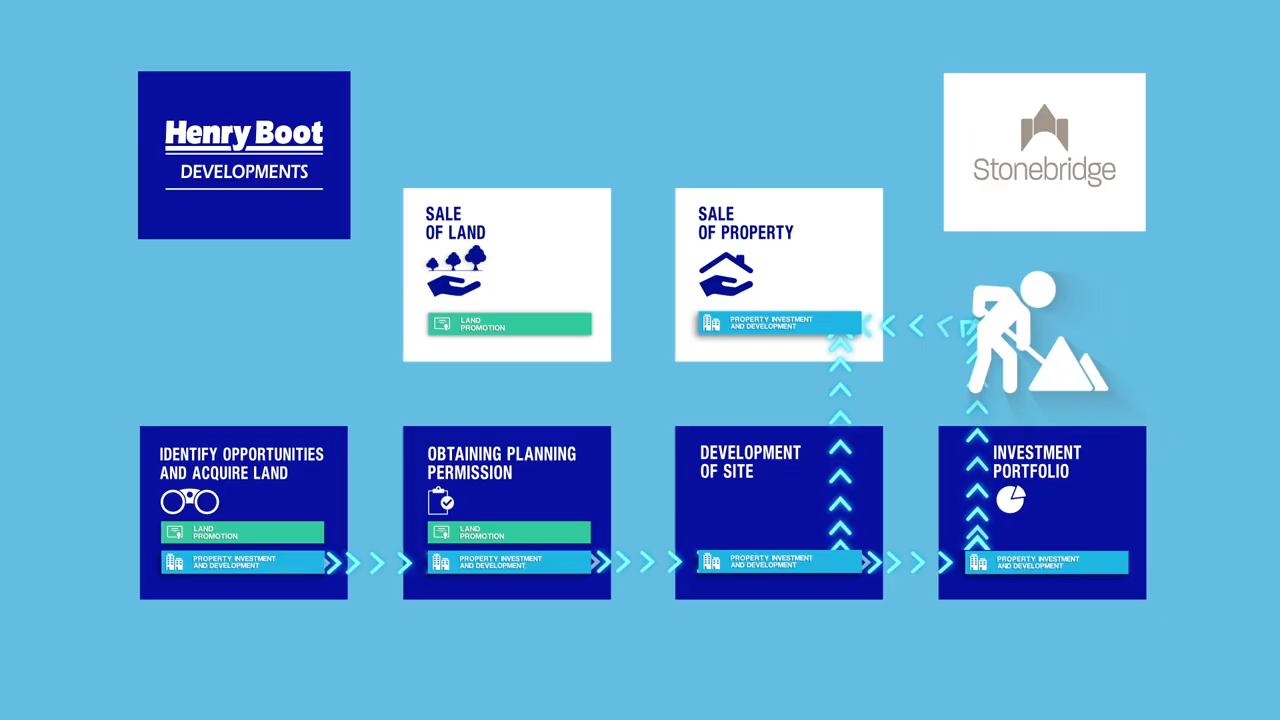 Henry Boot
DEVELOPMENTS
Stonebridge
SALE
OF LAND
LAND
PROMOTION
SALE
OF PROPERTY
PROPERTY INVESTMENT
AND DEVELOPMENT
IDENTIFY OPPORTUNITIES
AND ACQUIRE LAND
LAND
PROMOTION
PROPERTY INVESTMENT
AND DEVELOPMENT
OBTAINING PLANNING
PERMISSION
LAND
PROMOTION
PROPERTY INVESTMENT
AND DEVELOPMENT
DEVELOPMENT
OF SITE
PROPERTY INVESTMENT
AND DEVELOPMENT
INVESTMENT
PORTFOLIO
PROPERTY INVESTMENT
AND DEVELOPMENT